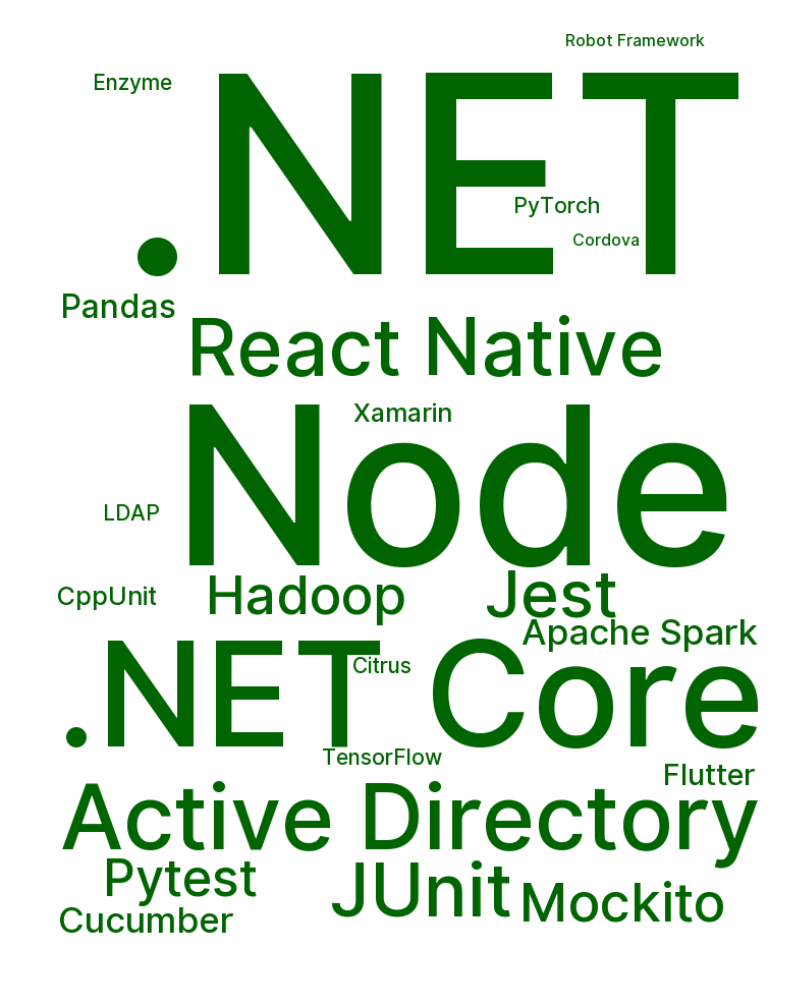 Robot Framework
Enzyme
.NET
PyTorch
Cordova
Pandas
React Native
Xamarin
Node
LDAP
CppUnit
Hadoop
Jest
Apache Spark
Citrus
.NET Core
TensorFlow
Flutter
Active Directory
Pytest
JUnit
Mockito
Cucumber